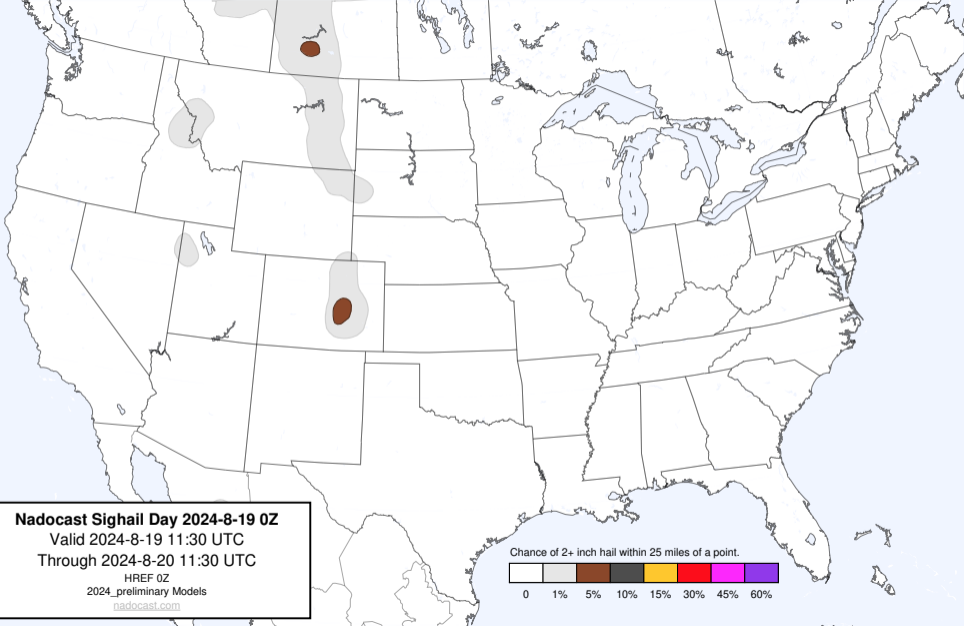 Nadocast Sighail Day 2024-8-19 0Z
Valid 2024-8-19 11:30 UTC
Through 2024-8-20 11:30 UTC
HREF 0Z
2024_preliminary Models
nadocast.com
Chance of 2+ inch hail within 25 miles of a point.
0 1% 5% 10% 15% 30% 45% 60%